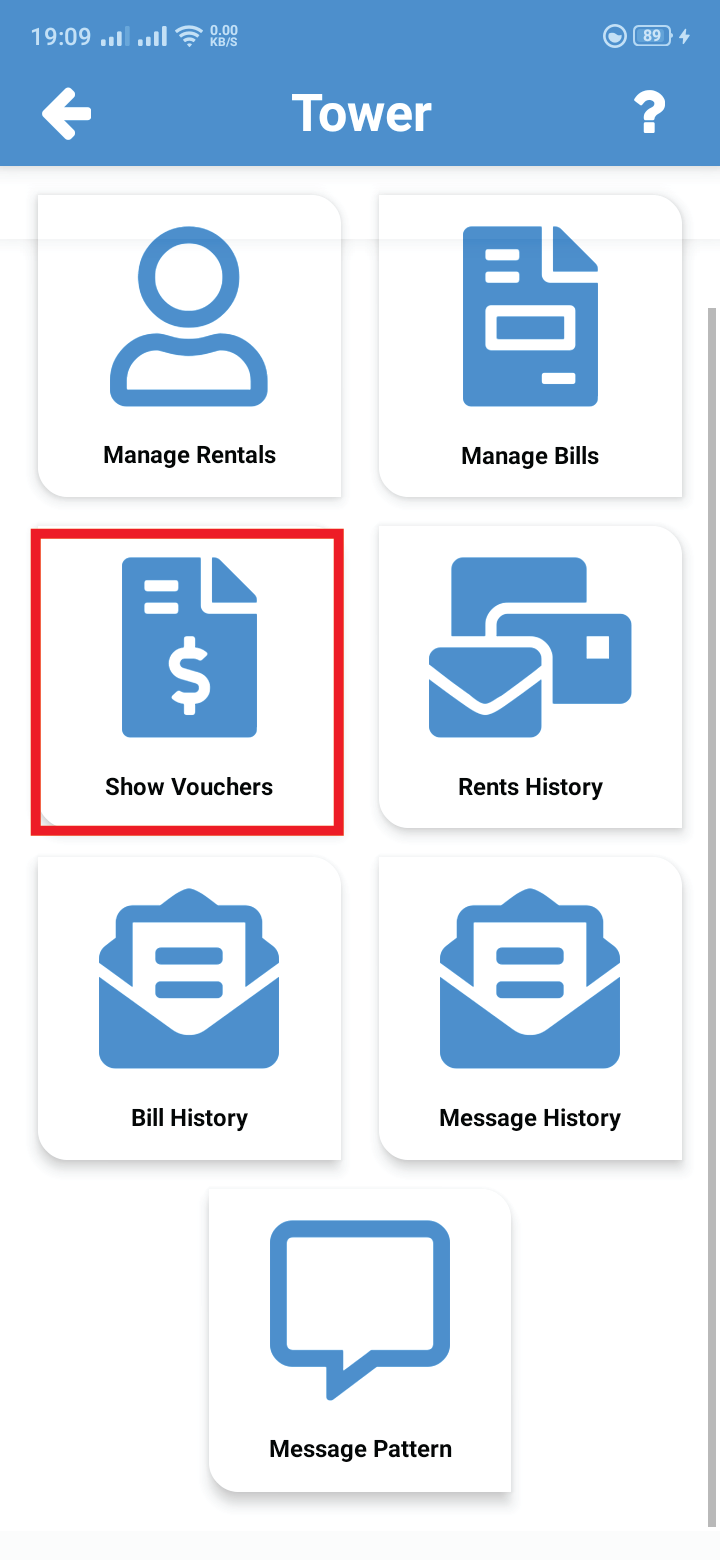 19:09
0.00
KB/S
89
Tower
?
Manage Rentals
Manage Bills
$
Show Vouchers
Rents History
Bill History
Message History
Message Pattern